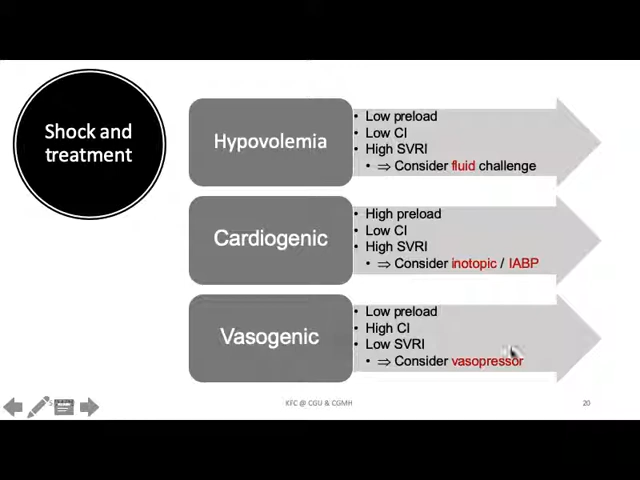 Shock and
treatment
Hypovolemia
• Low preload
• Low CI
• High SVRI
• ⇒ Consider fluid challenge
Cardiogenic
• High preload
• Low CI
• High SVRI
• ⇒ Consider inotopic / IABP
Vasogenic
• Low preload
• High CI
• Low SVRI
• ⇒ Consider vasopressor
KFC @ CGU & CGMH
20